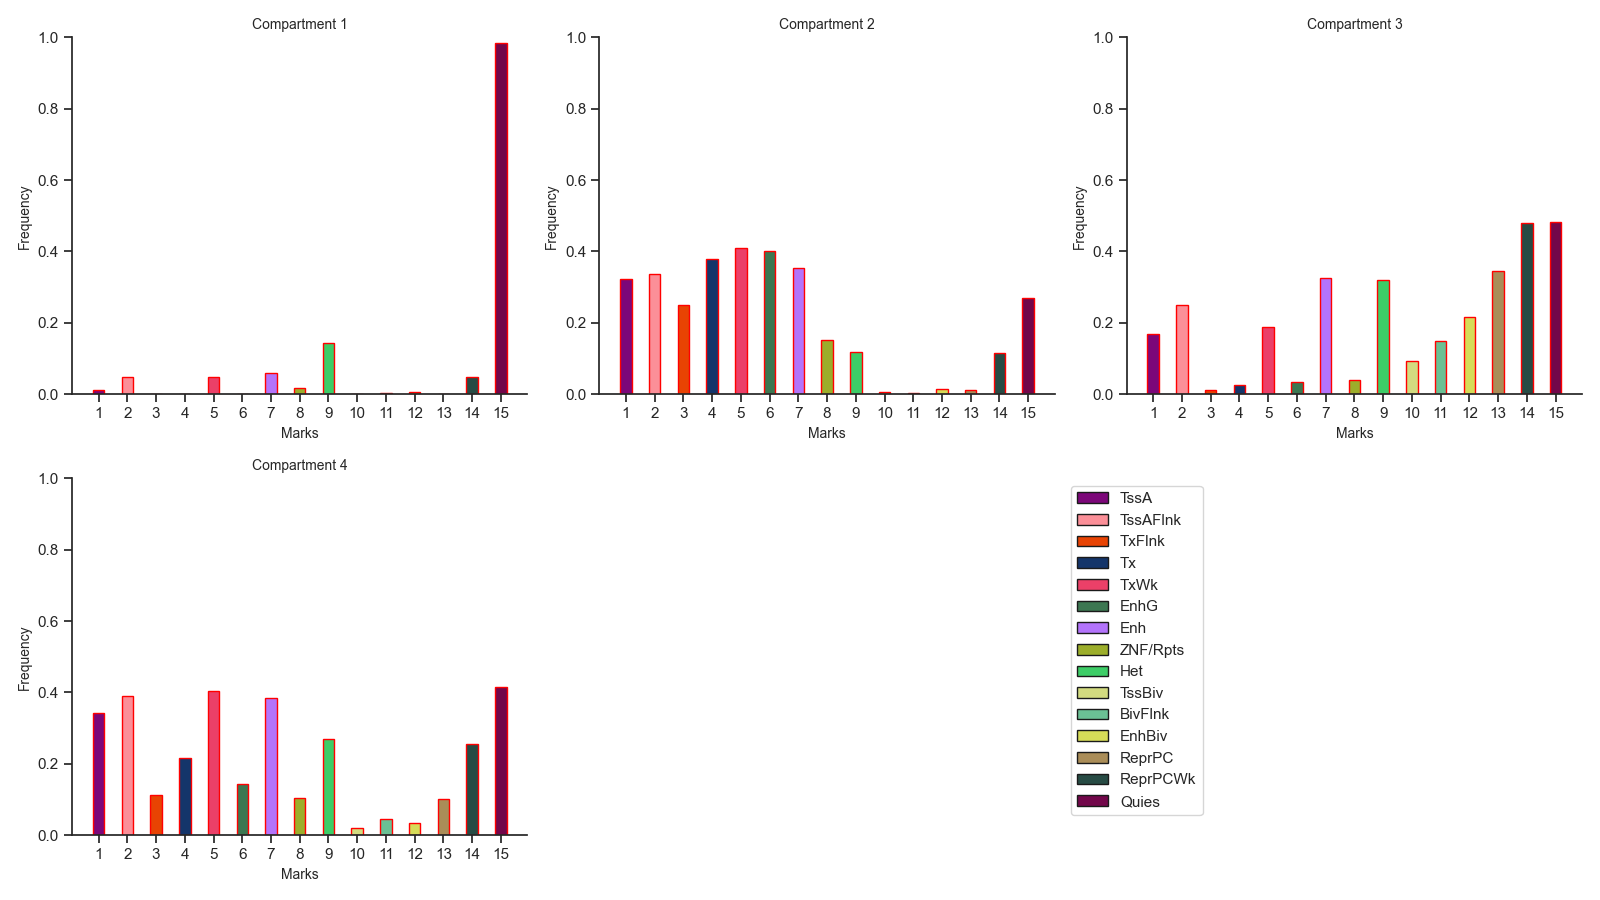 Compartment 1
1.0
0.8
0.6
0.4
0.2
0.0
Frequency
1 2 3 4 5 6 7 8 9 10 11 12 13 14 15
Marks
Compartment 2
1.0
0.8
0.6
0.4
0.2
0.0
Frequency
1 2 3 4 5 6 7 8 9 10 11 12 13 14 15
Marks
Compartment 3
1.0
0.8
0.6
0.4
0.2
0.0
Frequency
1 2 3 4 5 6 7 8 9 10 11 12 13 14 15
Marks
Compartment 4
1.0
0.8
0.6
0.4
0.2
0.0
Frequency
1 2 3 4 5 6 7 8 9 10 11 12 13 14 15
Marks
TssA
TssAFlnk
TxFlnk
Tx
TxWk
EnhG
Enh
ZNF/Rpts
Het
TssBiv
BivFlnk
EnhBiv
ReprPC
ReprPCWk
Quies